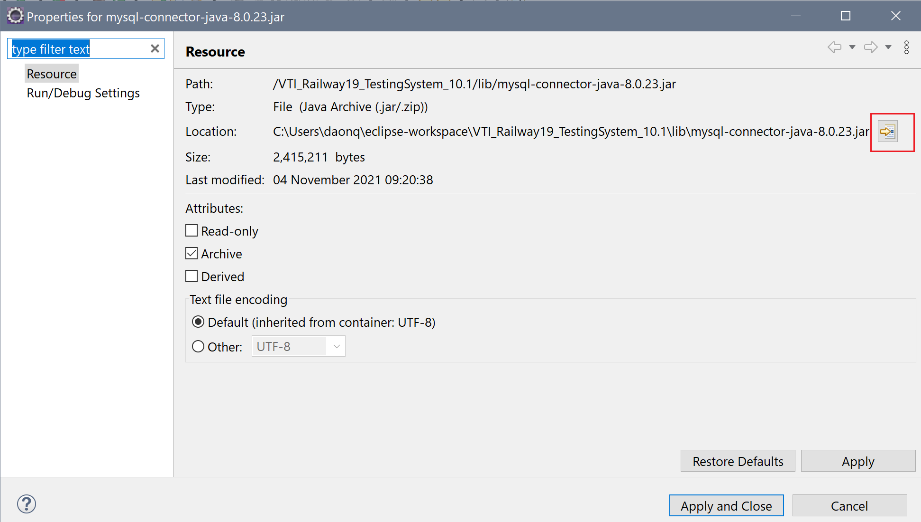 Properties for mysql-connector-java-8.0.23.jar
type filter text
Resource
Run/Debug Settings
Resource
Path: /VTI_Railway19_TestingSystem_10.1/lib/mysql-connector-java-8.0.23.jar
Type: File (Java Archive (.jar/.zip))
Location: C:\Users\daonq\eclipse-workspace\VTI_Railway19_TestingSystem_10.1\lib\mysql-connector-java-8.0.23.jar
Size: 2,415,211 bytes
Last modified: 04 November 2021 09:20:38
Attributes:
Read-only
Archive
Derived
Text file encoding
Default (inherited from container: UTF-8)
Other: UTF-8
Restore Defaults Apply
? Apply and Close Cancel